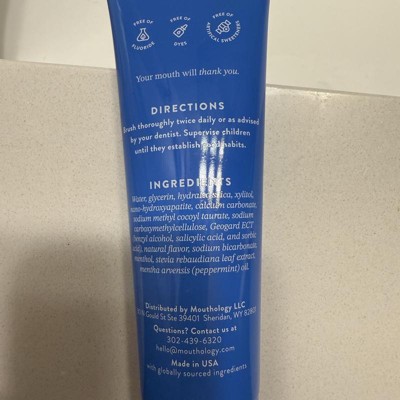 FREE OF FLUORIDE
FREE OF DYES
FREE OF ARTIFICIAL SWEETENERS
Your mouth will thank you.
DIRECTIONS
Brush thoroughly twice daily or as advised
by your dentist. Supervise children
until they establish good habits.
INGREDIENTS
Water, glycerin, hydrated silica, xylitol,
nano-hydroxyapatite, calcium carbonate,
sodium methyl cocoyl taurate, sodium
carboxymethylcellulose, Geogard ECT
(benzyl alcohol, salicylic acid, and sorbic
acid), natural flavor, sodium bicarbonate,
menthol, stevia rebaudiana leaf extract,
mentha arvensis (peppermint) oil.
Distributed by Mouthology LLC
Gould St Ste 39401 Sheridan, WY
Questions? Contact us at
302-439-6320
hello@mouthology.com
Made in USA
with globally sourced ingredients